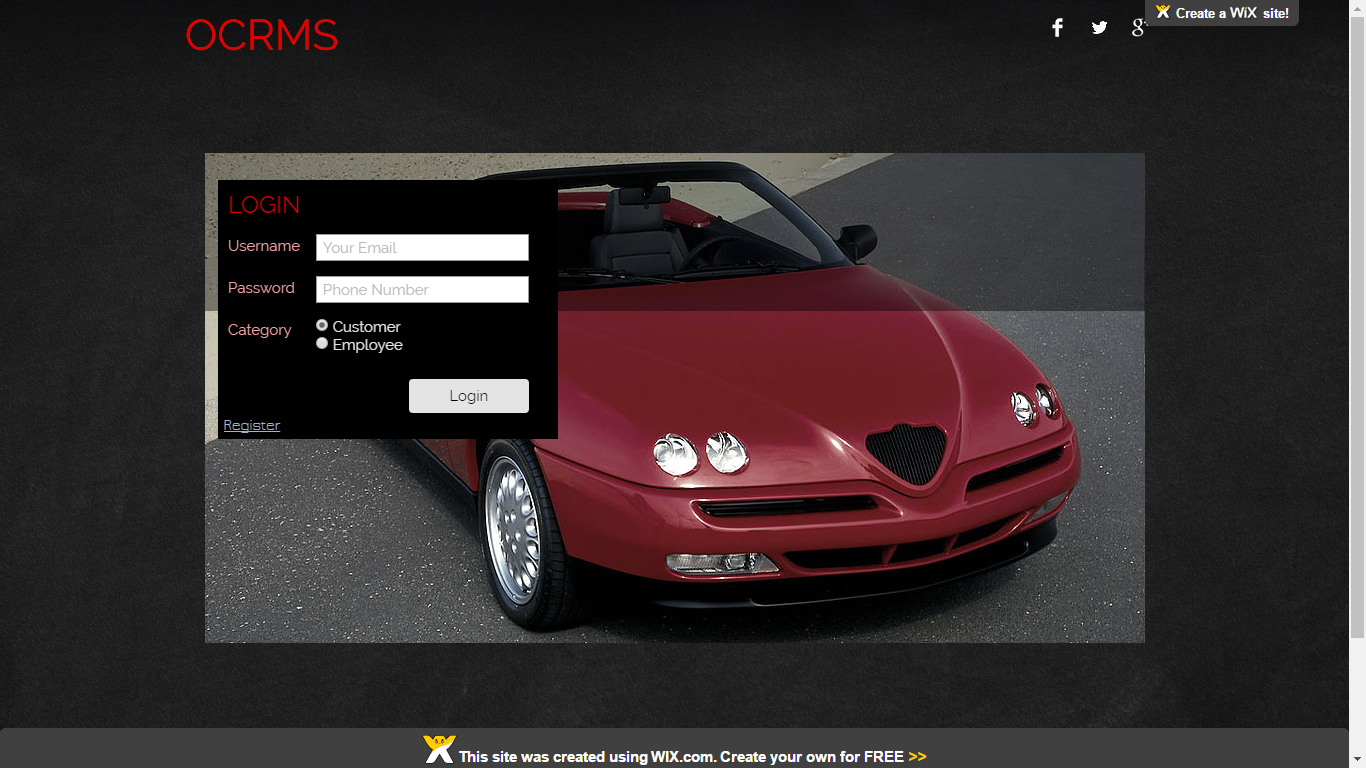 OCRMS
Create a WiX site!
LOGIN
Username
Your Email
Password
Phone Number
Category
Customer
Employee
Login
Register
This site was created using WIX.com. Create your own for FREE >>